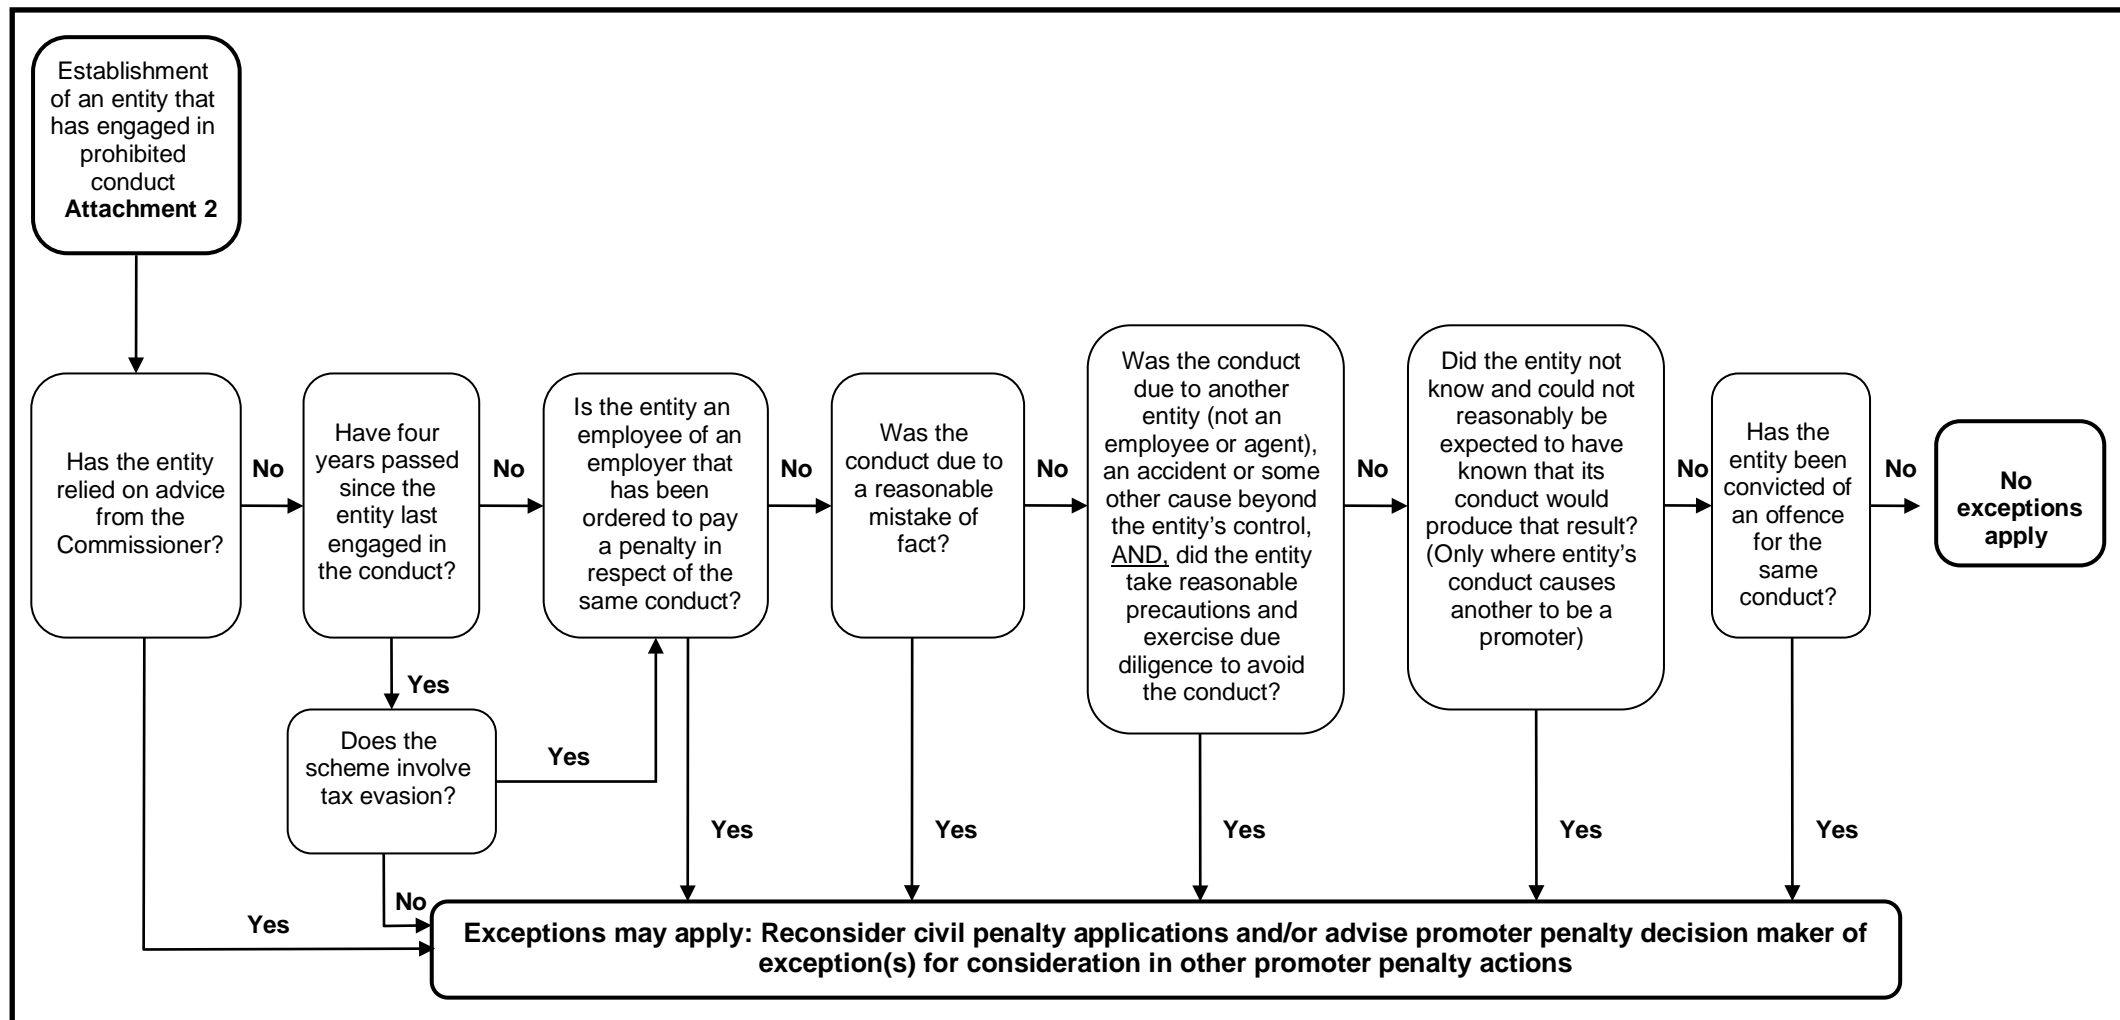 Establishment
of an entity that
has engaged in
prohibited
conduct
Attachment 2
Has the entity
relied on advice
from the
Commissioner?
No
Have four
years passed
since the
entity last
engaged in
the conduct?
No
Is the entity an
employee of an
employer that
has been
ordered to pay
a penalty in
respect of the
same conduct?
No
Was the
conduct due to
a reasonable
mistake of
fact?
No
Was the conduct
due to another
entity (not an
employee or agent),
an accident or some
other cause beyond
the entity’s control,
AND, did the entity
take reasonable
precautions and
exercise due
diligence to avoid
the conduct?
No
Did the entity not
know and could not
reasonably be
expected to have
known that its
conduct would
produce that result?
(Only where entity’s
conduct causes
another to be a
promoter)
No
Has the
entity been
convicted of
an offence
for the
same
conduct?
No
No
exceptions
apply
Yes
Does the
scheme involve
tax evasion?
Yes
Yes
Yes
Yes
Yes
Yes
No
Yes
Exceptions may apply: Reconsider civil penalty applications and/or advise promoter penalty decision maker of
exception(s) for consideration in other promoter penalty actions